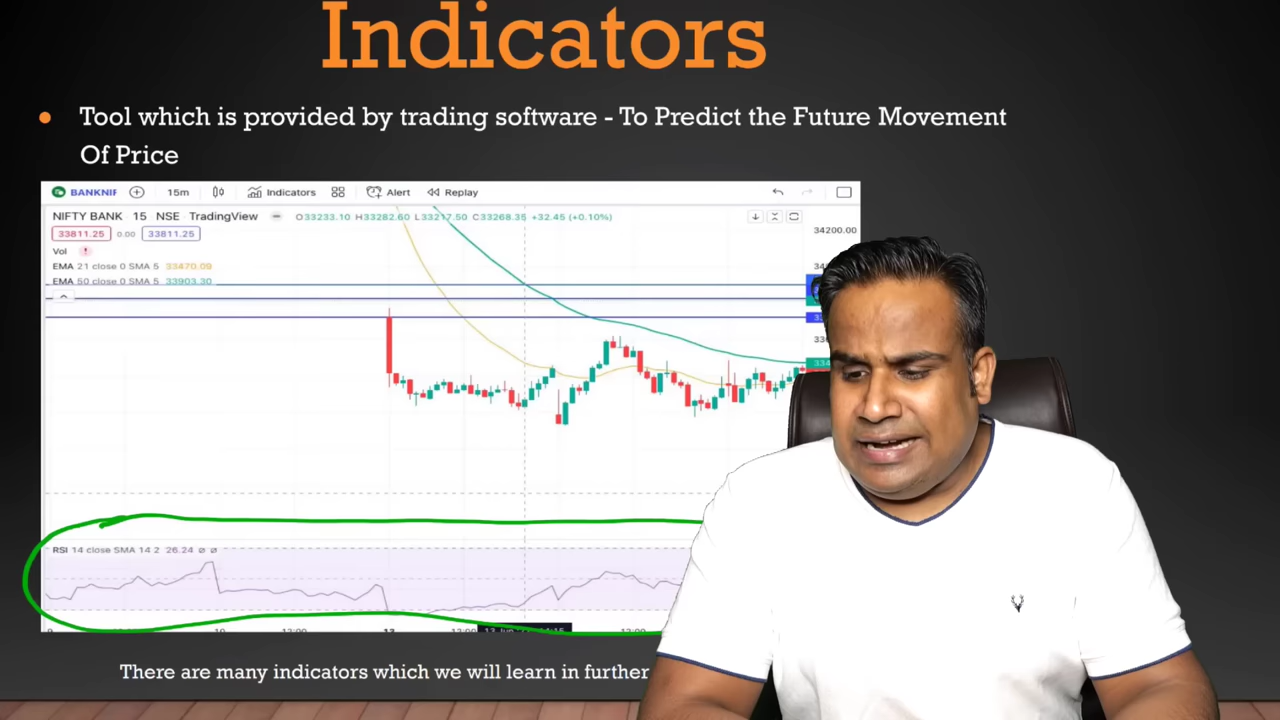 Indicators
Tool which is provided by trading software - To Predict the Future Movement
Of Price
BANKNIF 15m Indicators Alert Replay
NIFTY BANK 15 NSE TradingView O33233.10 H33282.60 L33217.50 C33268.35 +32.45 (+0.10%)
33811.25 0.00 33811.25
34200.00
Vol
EMA 21 close 0 SMA 5 33470.09
EMA 50 close 0 SMA 5 33903.30
RSI 14 close SMA 14 2 26.24
There are many indicators which we will learn in further